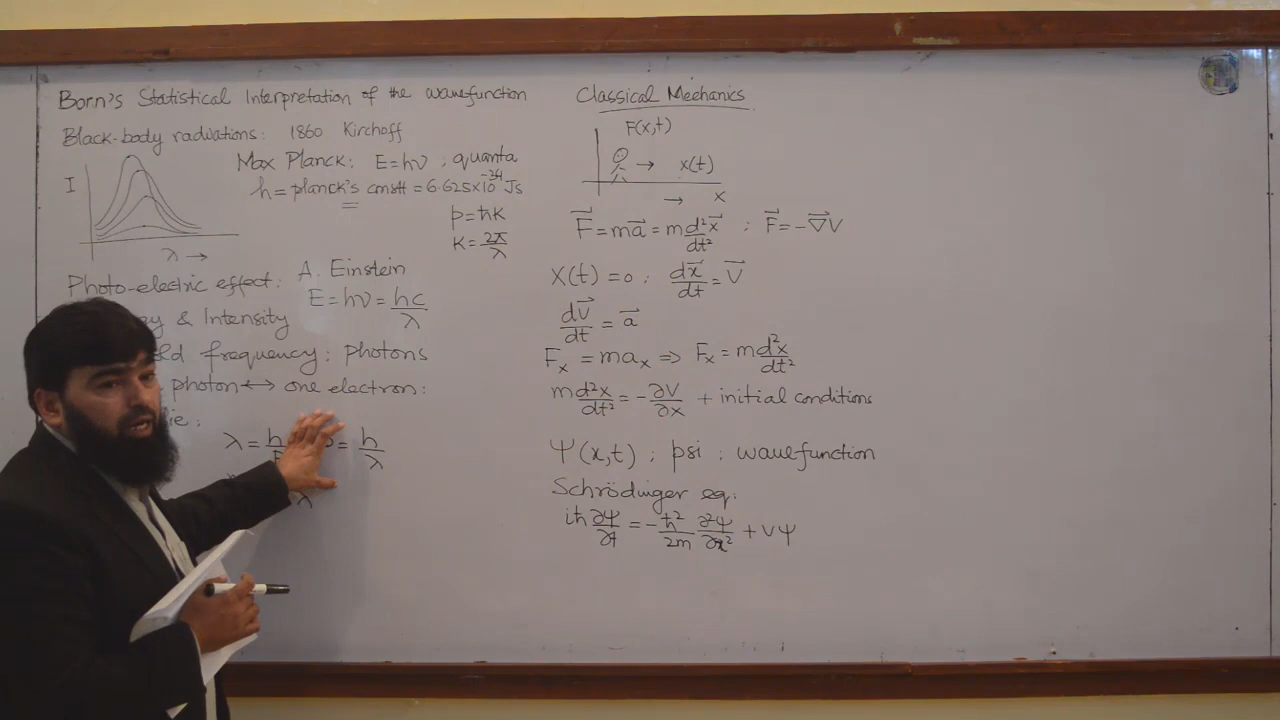 Born's Statistical Interpretation of the wavefunction
Black-body radiations: 1860 Kirchoff
I
λ →
Max Planck: E=hν ; quanta
h = planck's constt = 6.625×10⁻³⁴ Js
p=ħK
K=2π/λ
Photo-electric effect: A. Einstein
E = hν = hc/λ
& Intensity
frequency: photons
photon ↔ one electron:
λ = h
= h/λ
λ
Classical Mechanics
F(x,t)
→ x(t)
→ x
F⃗ = ma⃗ = m d²x⃗/dt² ; F⃗ = -∇⃗V
X(t) = 0 ; dx⃗/dt = V⃗
dv⃗/dt = a⃗
Fₓ = maₓ ⇒ Fₓ = m d²x/dt²
m d²x/dt² = -∂V/∂x + initial conditions
Ψ(x,t) ; psi ; wavefunction
Schrödinger eq:
iħ ∂Ψ/∂t = -ħ²/2m ∂²Ψ/∂x² + VΨ